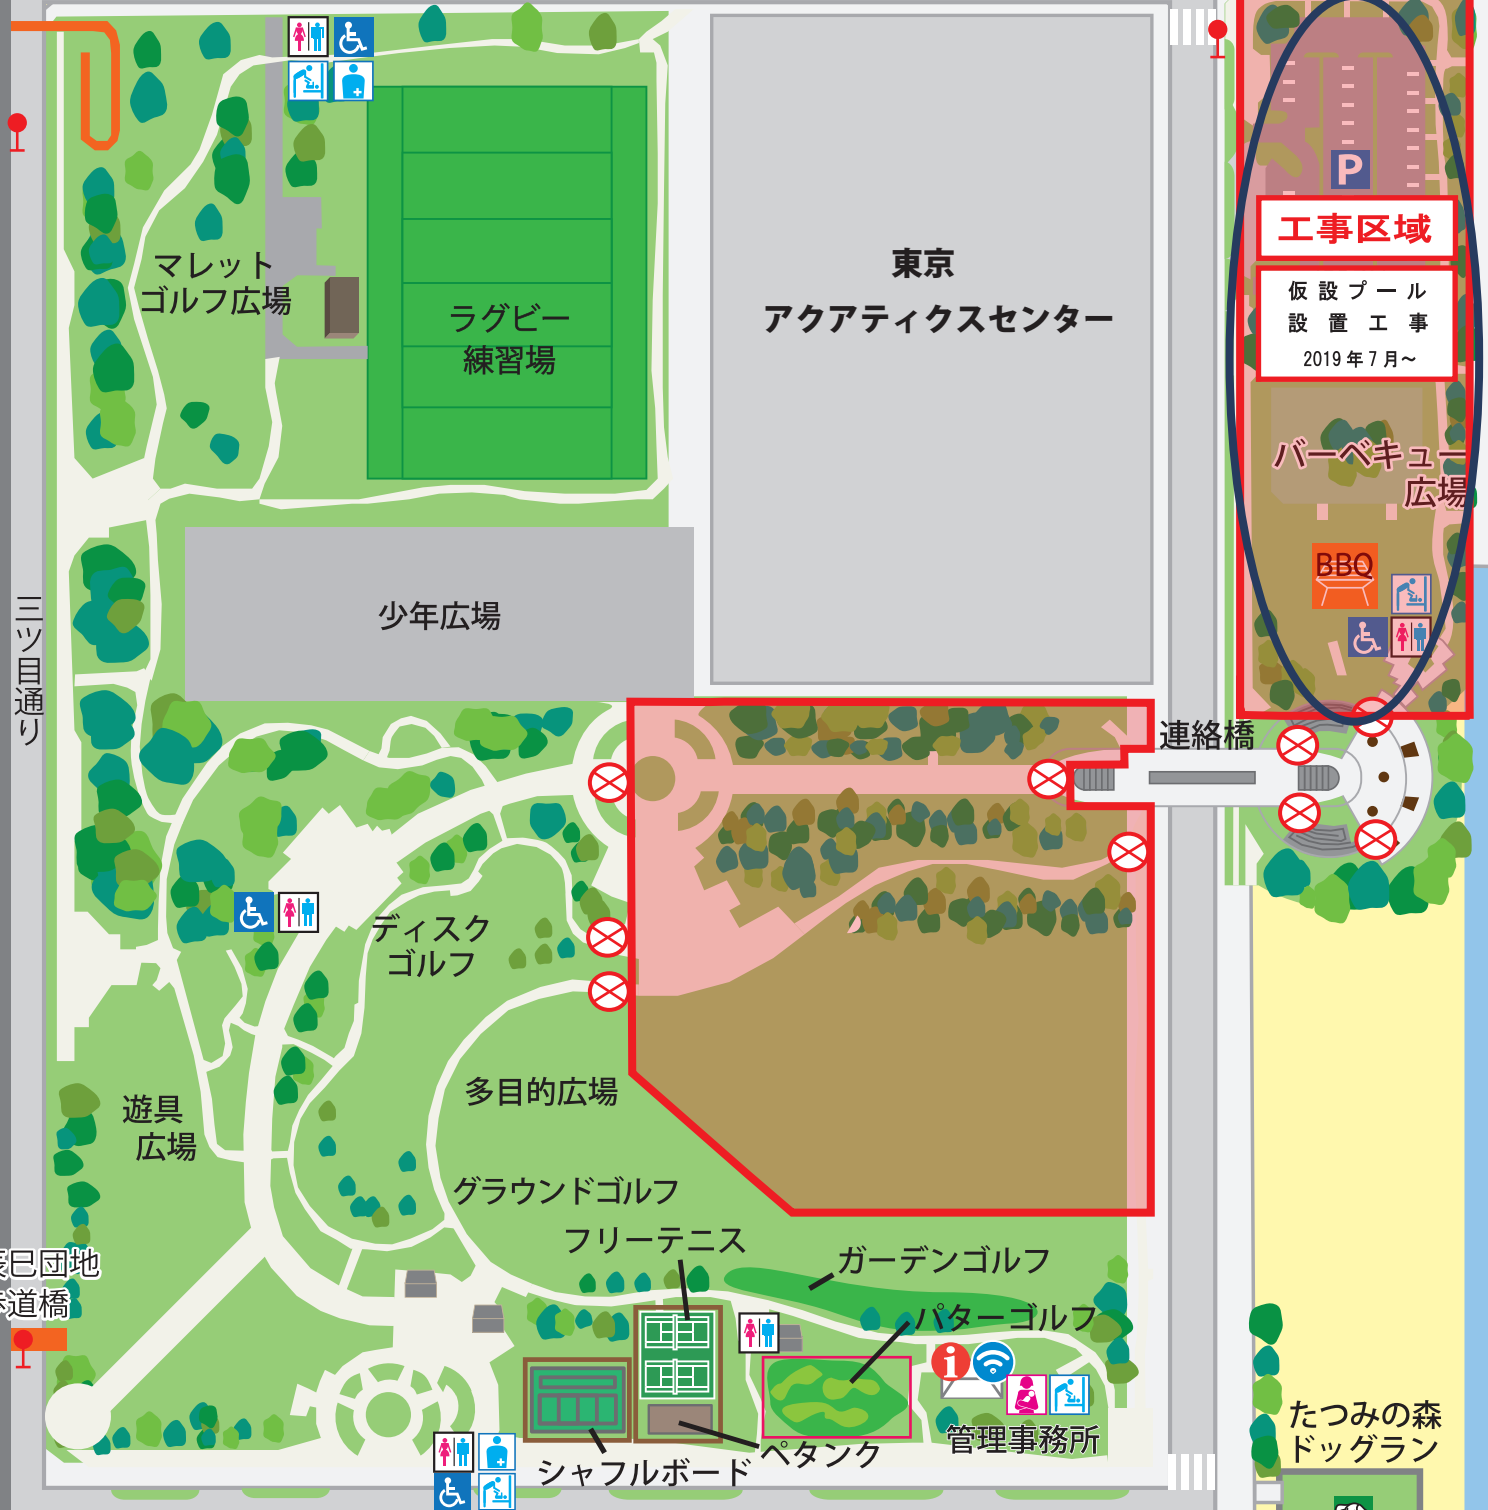 P
工事区域
仮設プール
設置工事
2019年7月～
マレット
ゴルフ広場
ラグビー
練習場
東京
アクアティクスセンター
バーベキュー
広場
BBQ
三ツ目通り
少年広場
連絡橋
ディスク
ゴルフ
多目的広場
遊具
広場
グラウンドゴルフ
フリーテニス
ガーデンゴルフ
辰巳団地
歩道橋
パターゴルフ
i
管理事務所
ペタンク
シャフルボード
たつみの森
ドッグラン